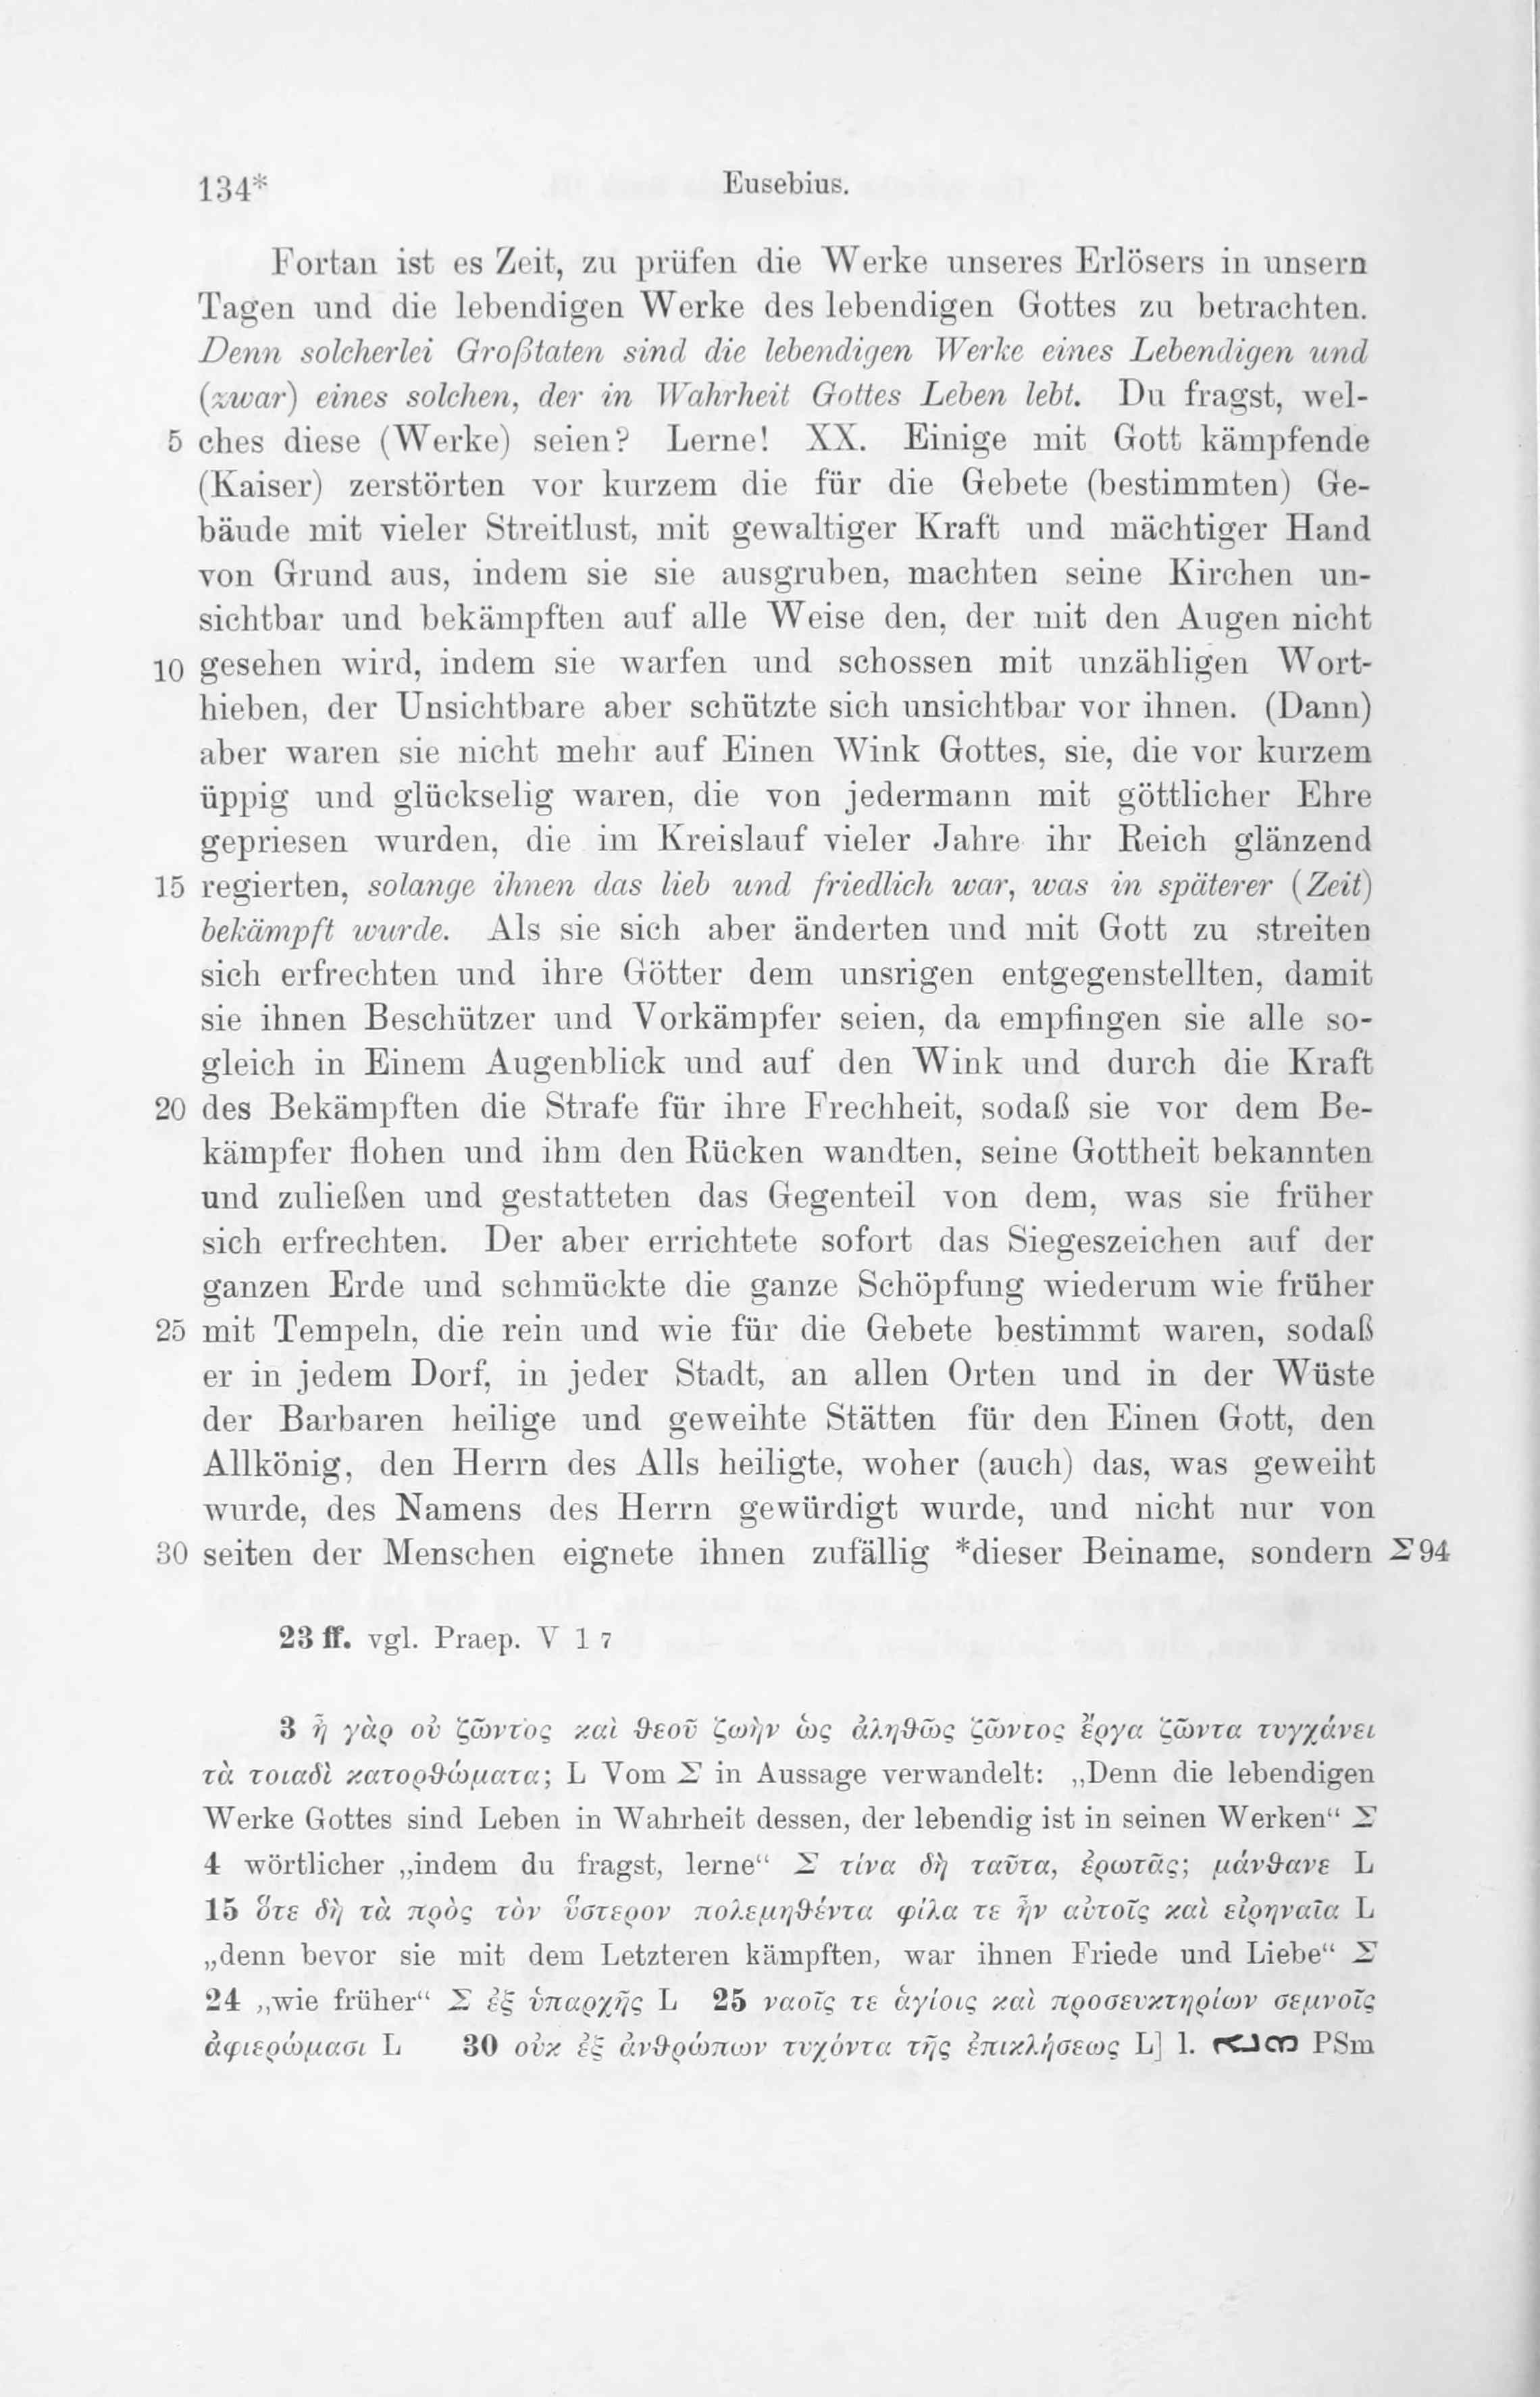 134* Eusebius.
Fortan ist es Zeit, zu prüfen die Werke unseres Erlösers in unsern
Tagen und die lebendigen Werke des lebendigen Gottes zu betrachten.
Denn solcherlei Großtaten sind die lebendigen Werke eines Lebendigen und
(zwar) eines solchen, der in Wahrheit Gottes Leben lebt. Du fragst, wel-
5 ches diese (Werke) seien? Lerne! XX. Einige mit Gott kämpfende
(Kaiser) zerstörten vor kurzem die für die Gebete (bestimmten) Ge-
bäude mit vieler Streitlust, mit gewaltiger Kraft und mächtiger Hand
von Grund aus, indem sie sie ausgruben, machten seine Kirchen un-
sichtbar und bekämpften auf alle Weise den, der mit den Augen nicht
10 gesehen wird, indem sie warfen und schossen mit unzähligen Wort-
hieben, der Unsichtbare aber schützte sich unsichtbar vor ihnen. (Dann)
aber waren sie nicht mehr auf Einen Wink Gottes, sie, die vor kurzem
üppig und glückselig waren, die von jedermann mit göttlicher Ehre
gepriesen wurden, die im Kreislauf vieler Jahre ihr Reich glänzend
15 regierten, solange ihnen das lieb und friedlich war, was in späterer (Zeit)
bekämpft wurde. Als sie sich aber änderten und mit Gott zu streiten
sich erfrechten und ihre Götter dem unsrigen entgegenstellten, damit
sie ihnen Beschützer und Vorkämpfer seien, da empfingen sie alle so-
gleich in Einem Augenblick und auf den Wink und durch die Kraft
20 des Bekämpften die Strafe für ihre Frechheit, sodaß sie vor dem Be-
kämpfer flohen und ihm den Rücken wandten, seine Gottheit bekannten
und zuließen und gestatteten das Gegenteil von dem, was sie früher
sich erfrechten. Der aber errichtete sofort das Siegeszeichen auf der
ganzen Erde und schmückte die ganze Schöpfung wiederum wie früher
25 mit Tempeln, die rein und wie für die Gebete bestimmt waren, sodaß
er in jedem Dorf, in jeder Stadt, an allen Orten und in der Wüste
der Barbaren heilige und geweihte Stätten für den Einen Gott, den
Allkönig, den Herrn des Alls heiligte, woher (auch) das, was geweiht
wurde, des Namens des Herrn gewürdigt wurde, und nicht nur von
30 seiten der Menschen eignete ihnen zufällig *dieser Beiname, sondern Σ 94
23 ff. vgl. Praep. V 1 7
3 ἦ γὰρ οὐ ζῶντος καὶ θεοῦ ζωὴν ὡς ἀληθῶς ζῶντος ἔργα ζῶντα τυγχάνει
τὰ τοιαδὶ κατορθώματα; L Vom Σ in Aussage verwandelt: „Denn die lebendigen
Werke Gottes sind Leben in Wahrheit dessen, der lebendig ist in seinen Werken“ Σ
4 wörtlicher „indem du fragst, lerne“ Σ τίνα δὴ ταῦτα, ἐρωτᾷς; μάνθανε L
15 ὅτε δὴ τὰ πρὸς τὸν ὕστερον πολεμηθέντα φίλα τε ἦν αὐτοῖς καὶ εἰρηναῖα L
„denn bevor sie mit dem Letzteren kämpften, war ihnen Friede und Liebe“ Σ
24 „wie früher“ Σ ἐξ ὑπαρχῆς L 25 ναοῖς τε ἁγίοις καὶ προσευκτηρίων σεμνοῖς
ἀφιερώμασι L 30 οὐκ ἐξ ἀνθρώπων τυχόντα τῆς ἐπικλήσεως L] l. ܗܢܐ PSm